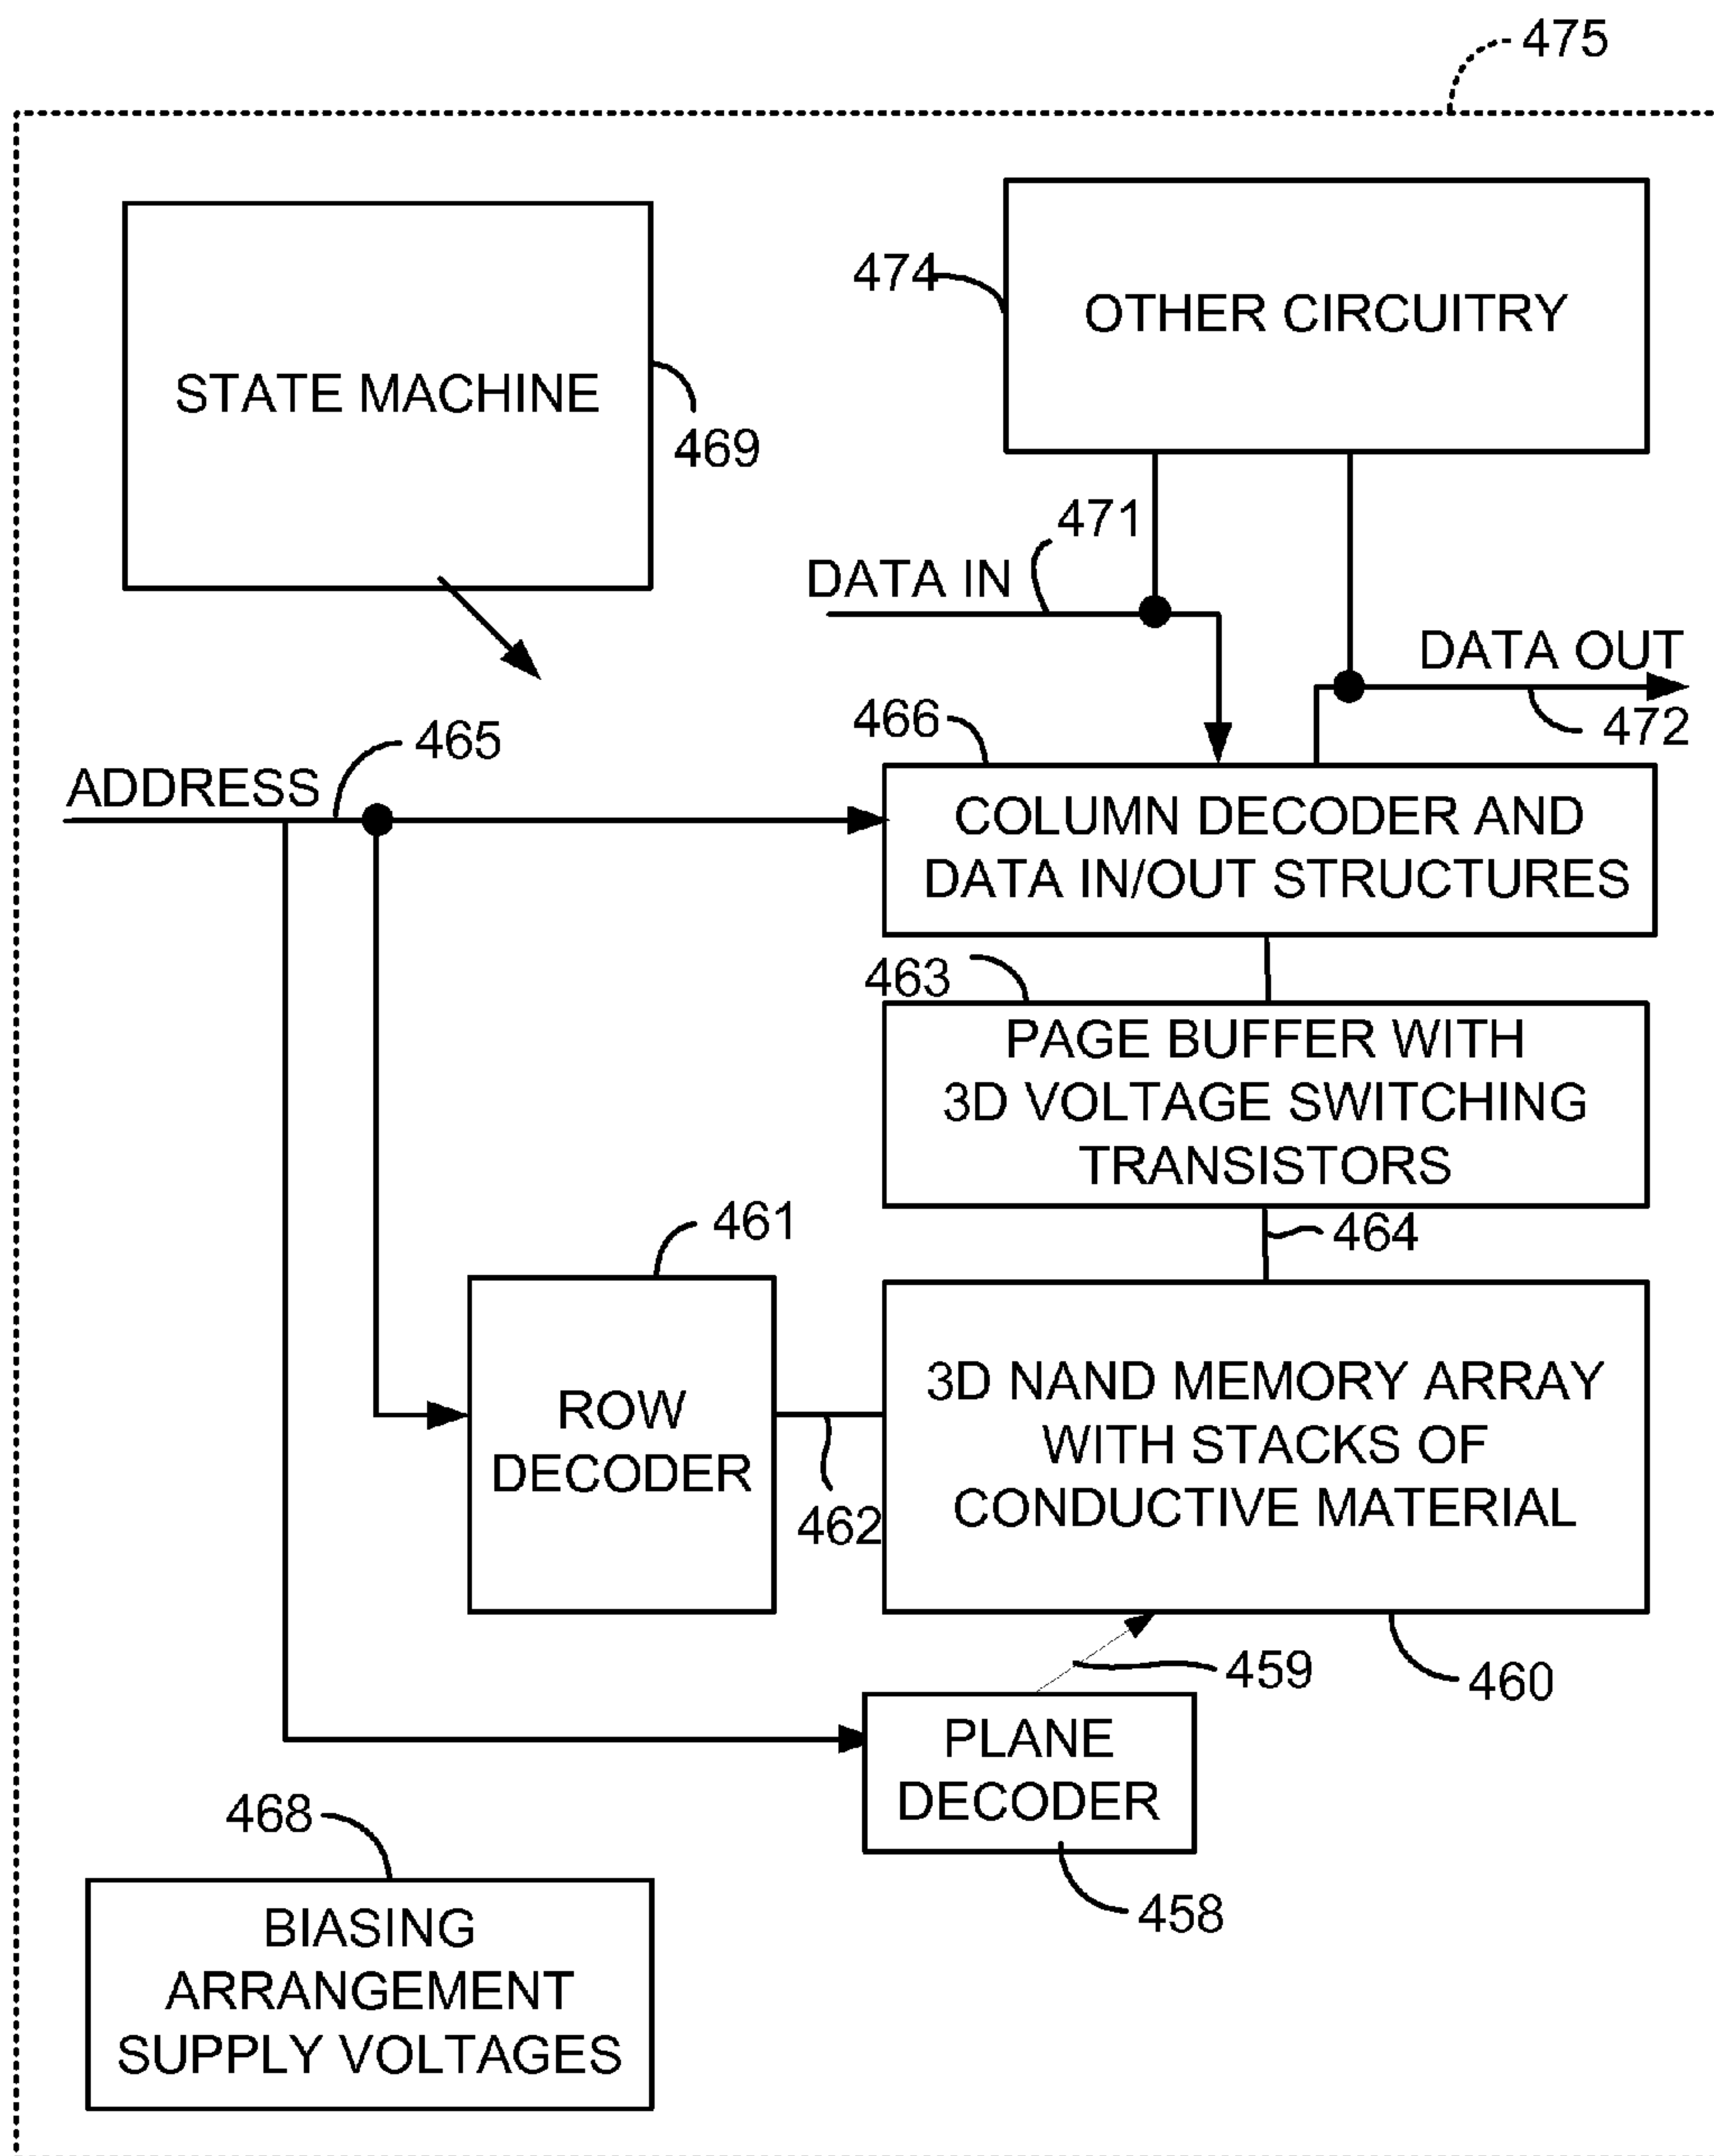 475
STATE MACHINE
469
474
OTHER CIRCUITRY
471
DATA IN
DATA OUT
472
465
ADDRESS
466
COLUMN DECODER AND
DATA IN/OUT STRUCTURES
463
PAGE BUFFER WITH
3D VOLTAGE SWITCHING
TRANSISTORS
464
461
ROW
DECODER
462
3D NAND MEMORY ARRAY
WITH STACKS OF
CONDUCTIVE MATERIAL
459
460
PLANE
DECODER
458
468
BIASING
ARRANGEMENT
SUPPLY VOLTAGES